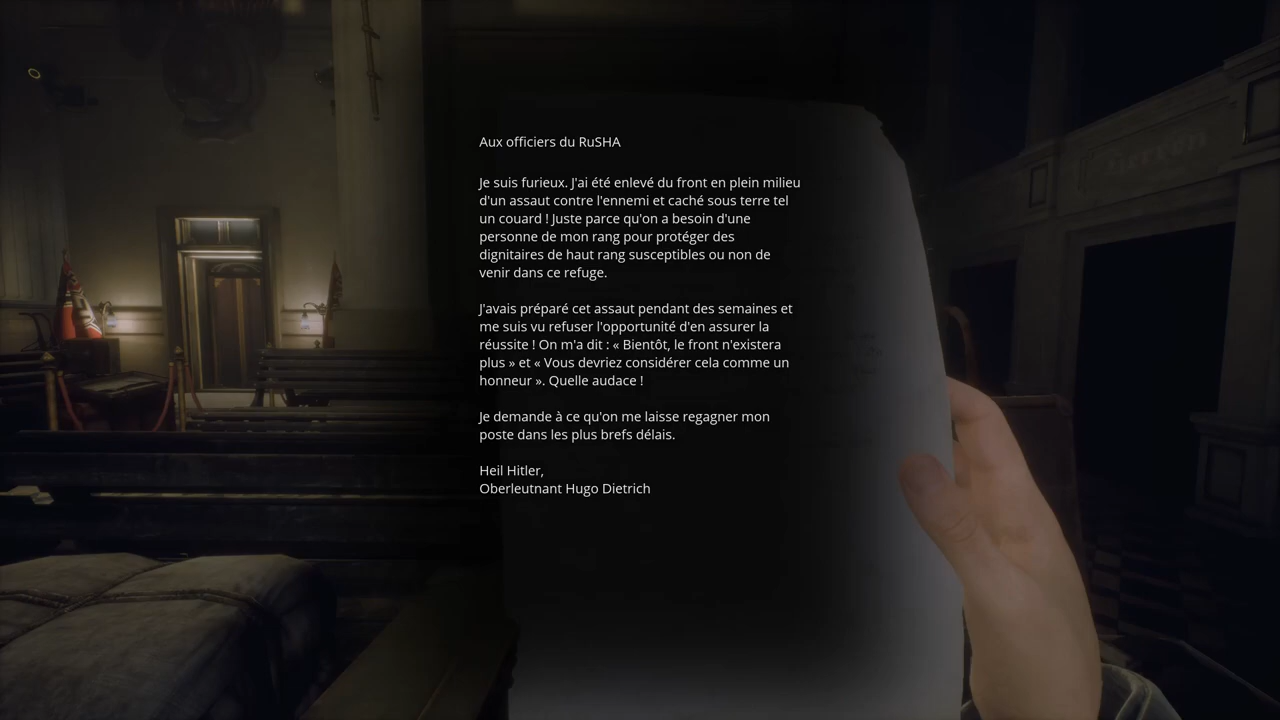 Aux officiers du RuSHA
Je suis furieux. J'ai été enlevé du front en plein milieu
d'un assaut contre l'ennemi et caché sous terre tel
un couard ! Juste parce qu'on a besoin d'une
personne de mon rang pour protéger des
dignitaires de haut rang susceptibles ou non de
venir dans ce refuge.
J'avais préparé cet assaut pendant des semaines et
me suis vu refuser l'opportunité d'en assurer la
réussite ! On m'a dit : « Bientôt, le front n'existera
plus » et « Vous devriez considérer cela comme un
honneur ». Quelle audace !
Je demande à ce qu'on me laisse regagner mon
poste dans les plus brefs délais.
Heil Hitler,
Oberleutnant Hugo Dietrich